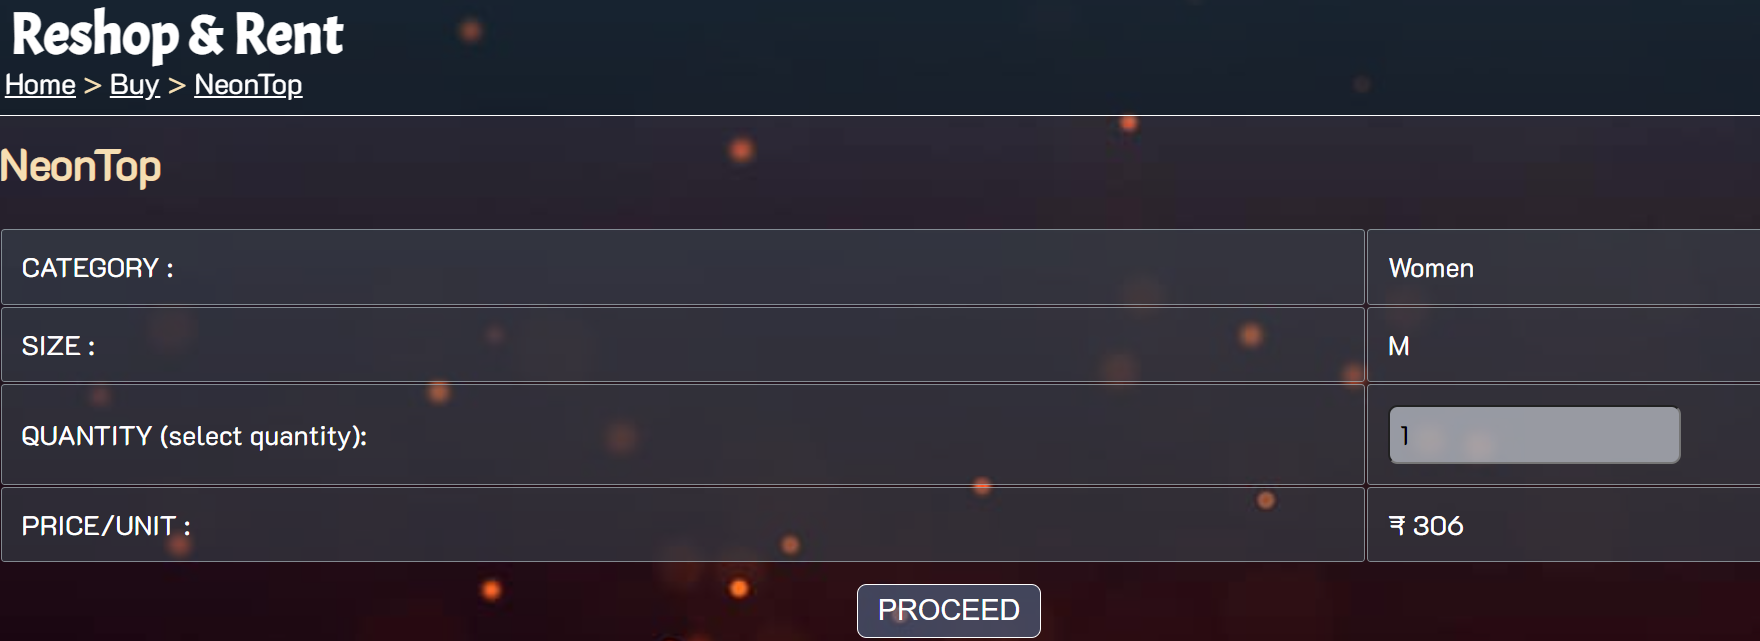 Reshop & Rent
Home > Buy > NeonTop
NeonTop
CATEGORY : Women
SIZE : M
QUANTITY (select quantity): 1
PRICE/UNIT : ₹ 306
PROCEED